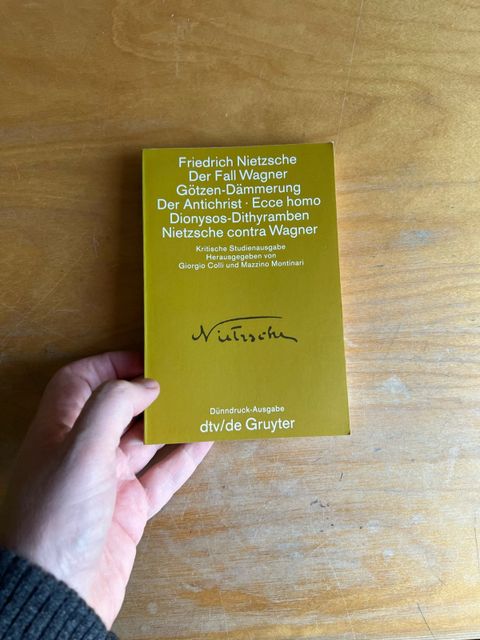 Friedrich Nietzsche
Der Fall Wagner
Götzen-Dämmerung
Der Antichrist · Ecce homo
Dionysos-Dithyramben
Nietzsche contra Wagner
Kritische Studienausgabe
Herausgegeben von
Giorgio Colli und Mazzino Montinari
Nietzsche
Dünndruck-Ausgabe
dtv/de Gruyter